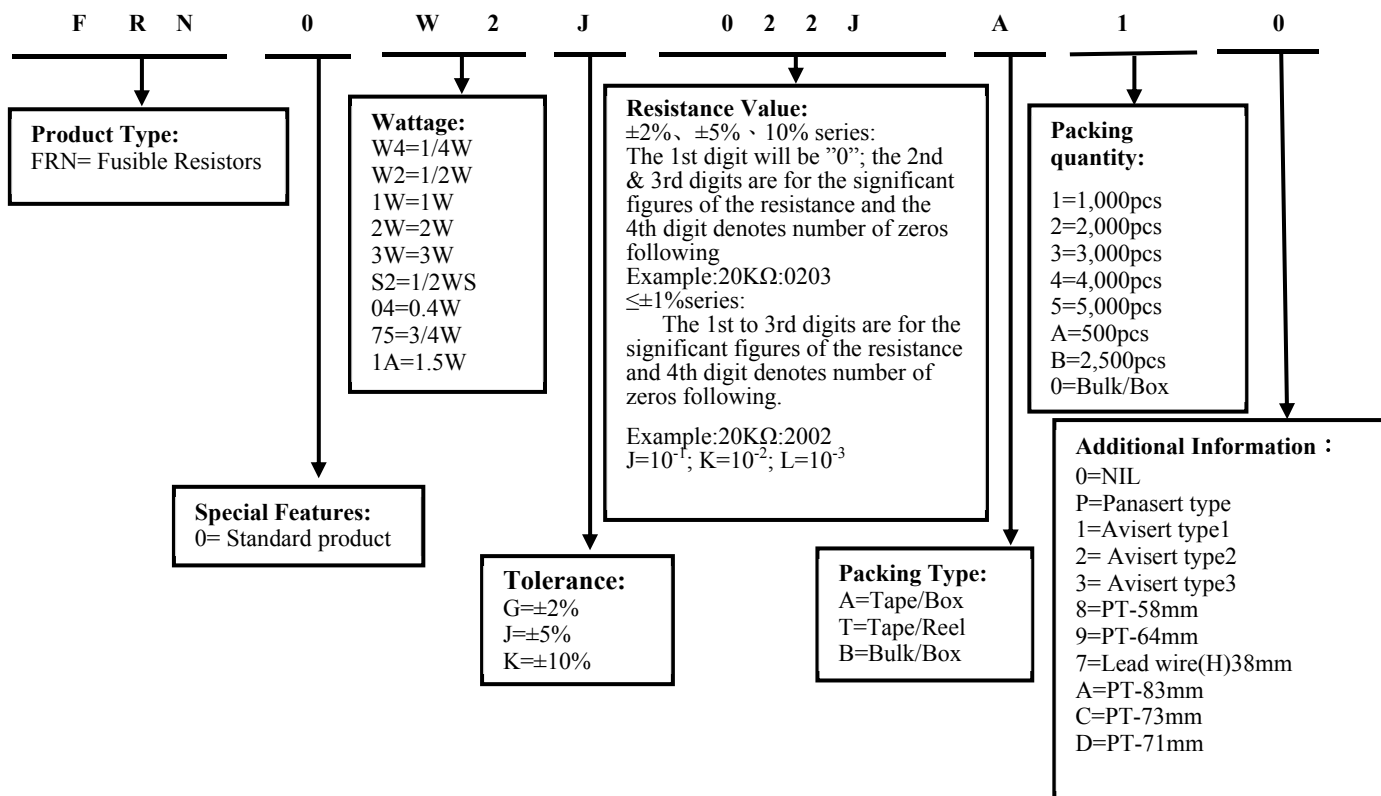 F R N 0 W 2 J 0 2 2 J A 1 0
Product Type:
FRN= Fusible Resistors
Wattage:
W4=1/4W
W2=1/2W
1W=1W
2W=2W
3W=3W
S2=1/2WS
04=0.4W
75=3/4W
1A=1.5W
Resistance Value:
±2%、±5%、10% series:
The 1st digit will be ”0”; the 2nd
& 3rd digits are for the significant
figures of the resistance and the
4th digit denotes number of zeros
following
Example:20KΩ:0203
≤±1%series:
The 1st to 3rd digits are for the
significant figures of the resistance
and 4th digit denotes number of
zeros following.
Example:20KΩ:2002
J=10⁻¹; K=10⁻²; L=10⁻³
Packing
quantity:
1=1,000pcs
2=2,000pcs
3=3,000pcs
4=4,000pcs
5=5,000pcs
A=500pcs
B=2,500pcs
0=Bulk/Box
Special Features:
0= Standard product
Tolerance:
G=±2%
J=±5%
K=±10%
Packing Type:
A=Tape/Box
T=Tape/Reel
B=Bulk/Box
Additional Information：
0=NIL
P=Panasert type
1=Avisert type1
2= Avisert type2
3= Avisert type3
8=PT-58mm
9=PT-64mm
7=Lead wire(H)38mm
A=PT-83mm
C=PT-73mm
D=PT-71mm